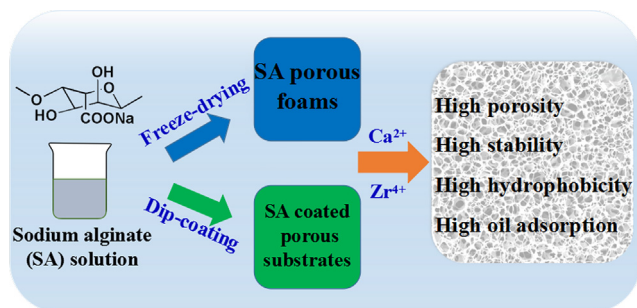 OH
O
O
HO
COONa
Sodium alginate
(SA) solution
Freeze-drying
Dip-coating
SA porous
foams
SA coated
porous
substrates
Ca²⁺
Zr⁴⁺
High porosity
High stability
High hydrophobicity
High oil adsorption